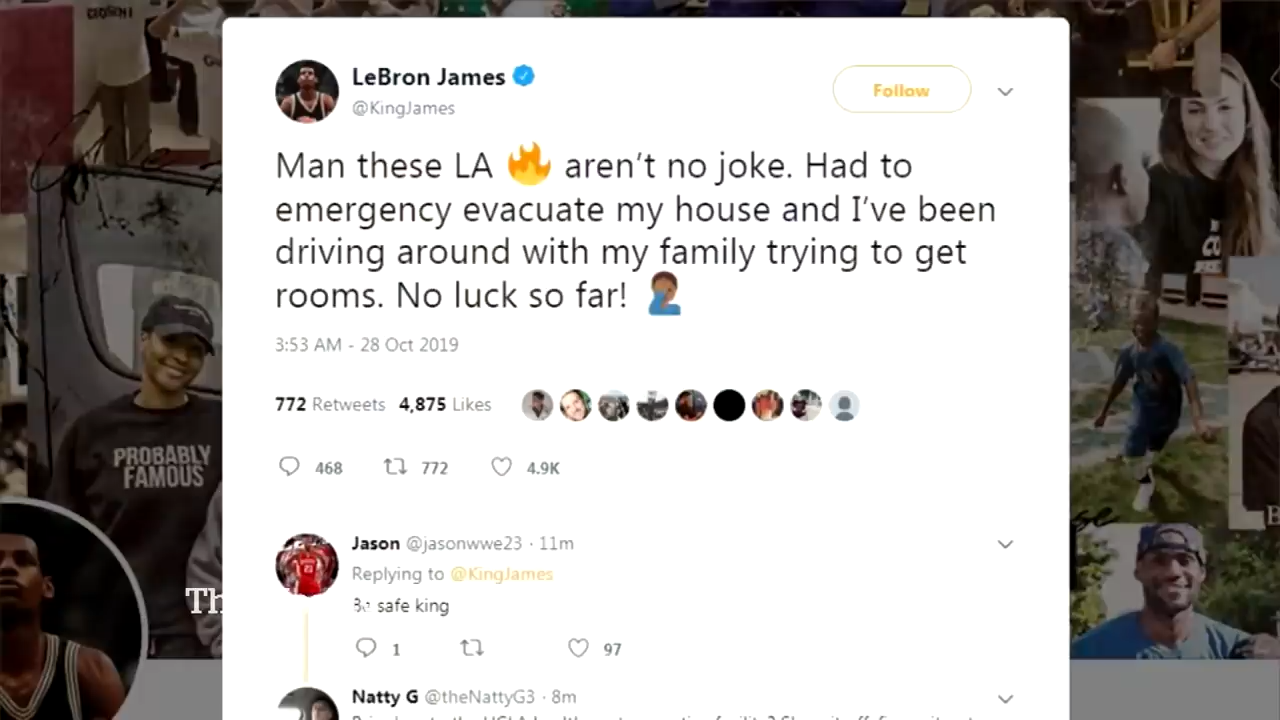 LeBron James
@KingJames
Follow
Man these LA 🔥 aren't no joke. Had to
emergency evacuate my house and I've been
driving around with my family trying to get
rooms. No luck so far! 🤦🏾‍♂️
3:53 AM - 28 Oct 2019
772 Retweets 4,875 Likes
468 772 4.9K
Jason @jasonwwe23 · 11m
Replying to @KingJames
Be safe king
1 97
Natty G @theNattyG3 · 8m
PROBABLY
FAMOUS
Th